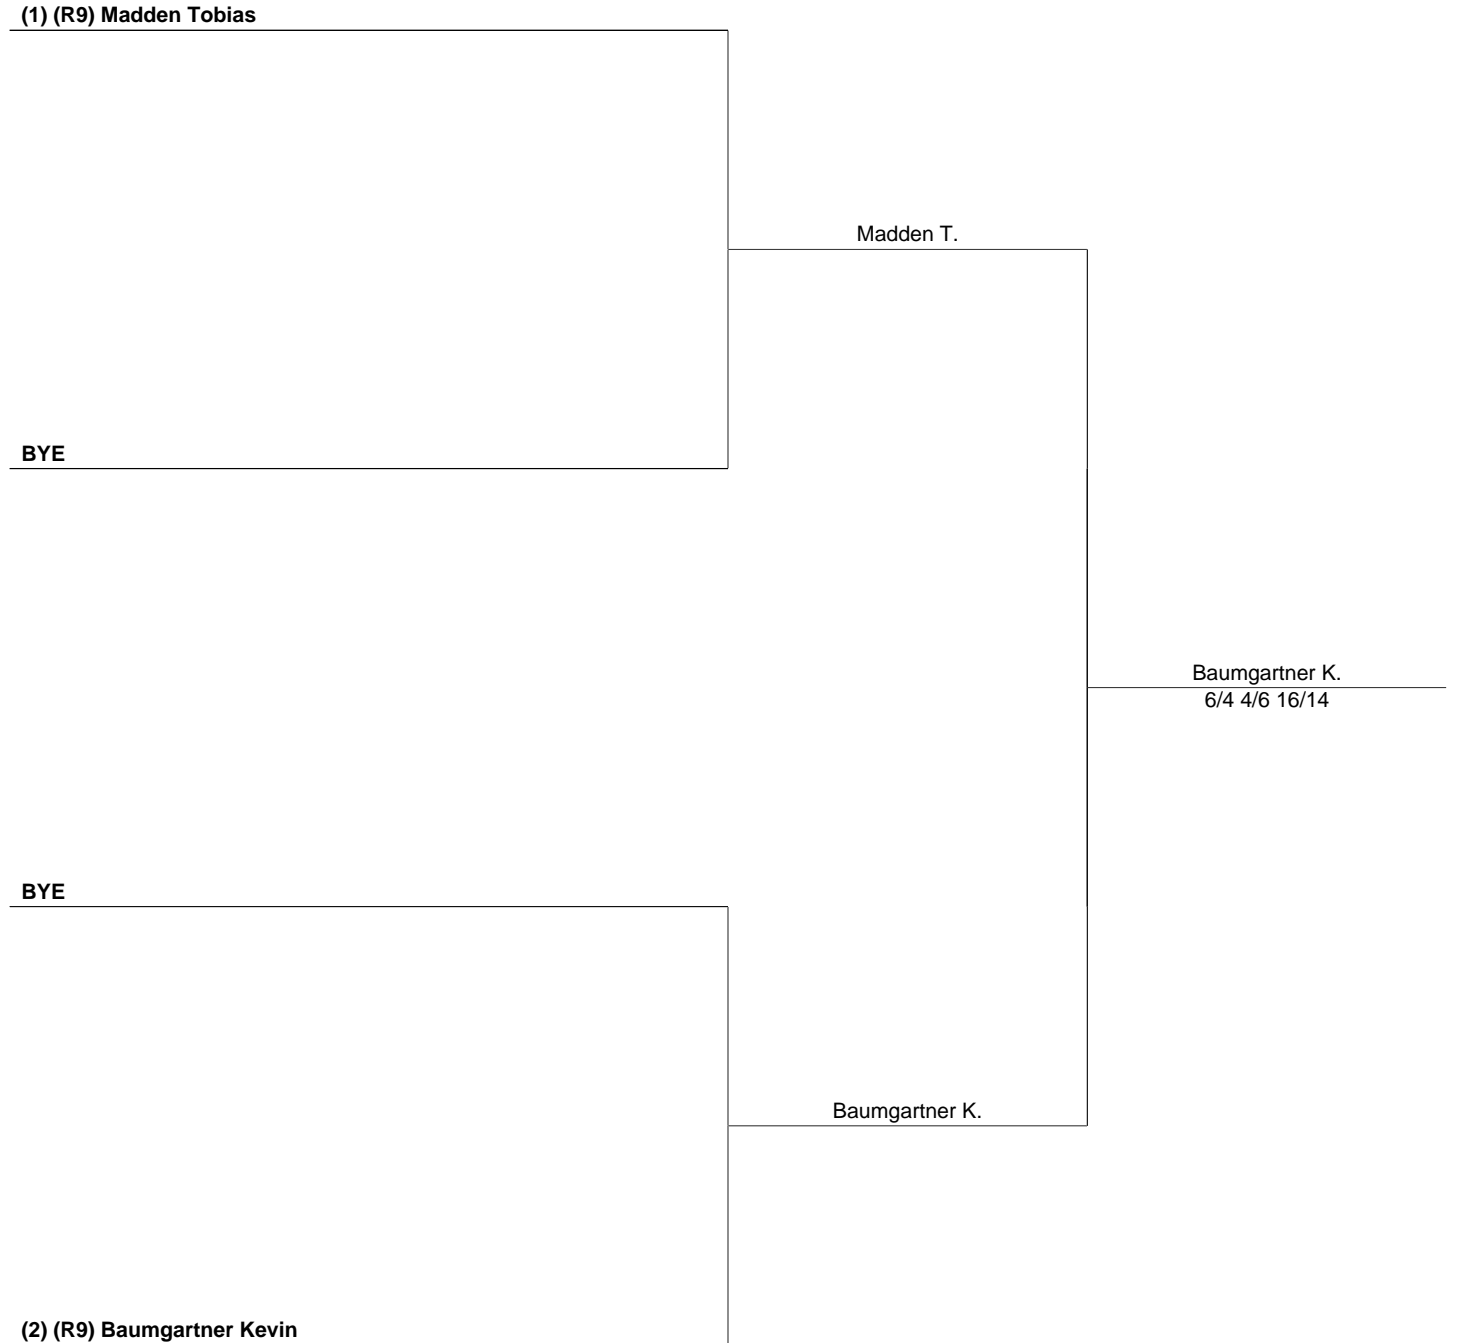 (1) (R9) Madden Tobias
Madden T.
BYE
Baumgartner K.
6/4 4/6 16/14
BYE
Baumgartner K.
(2) (R9) Baumgartner Kevin